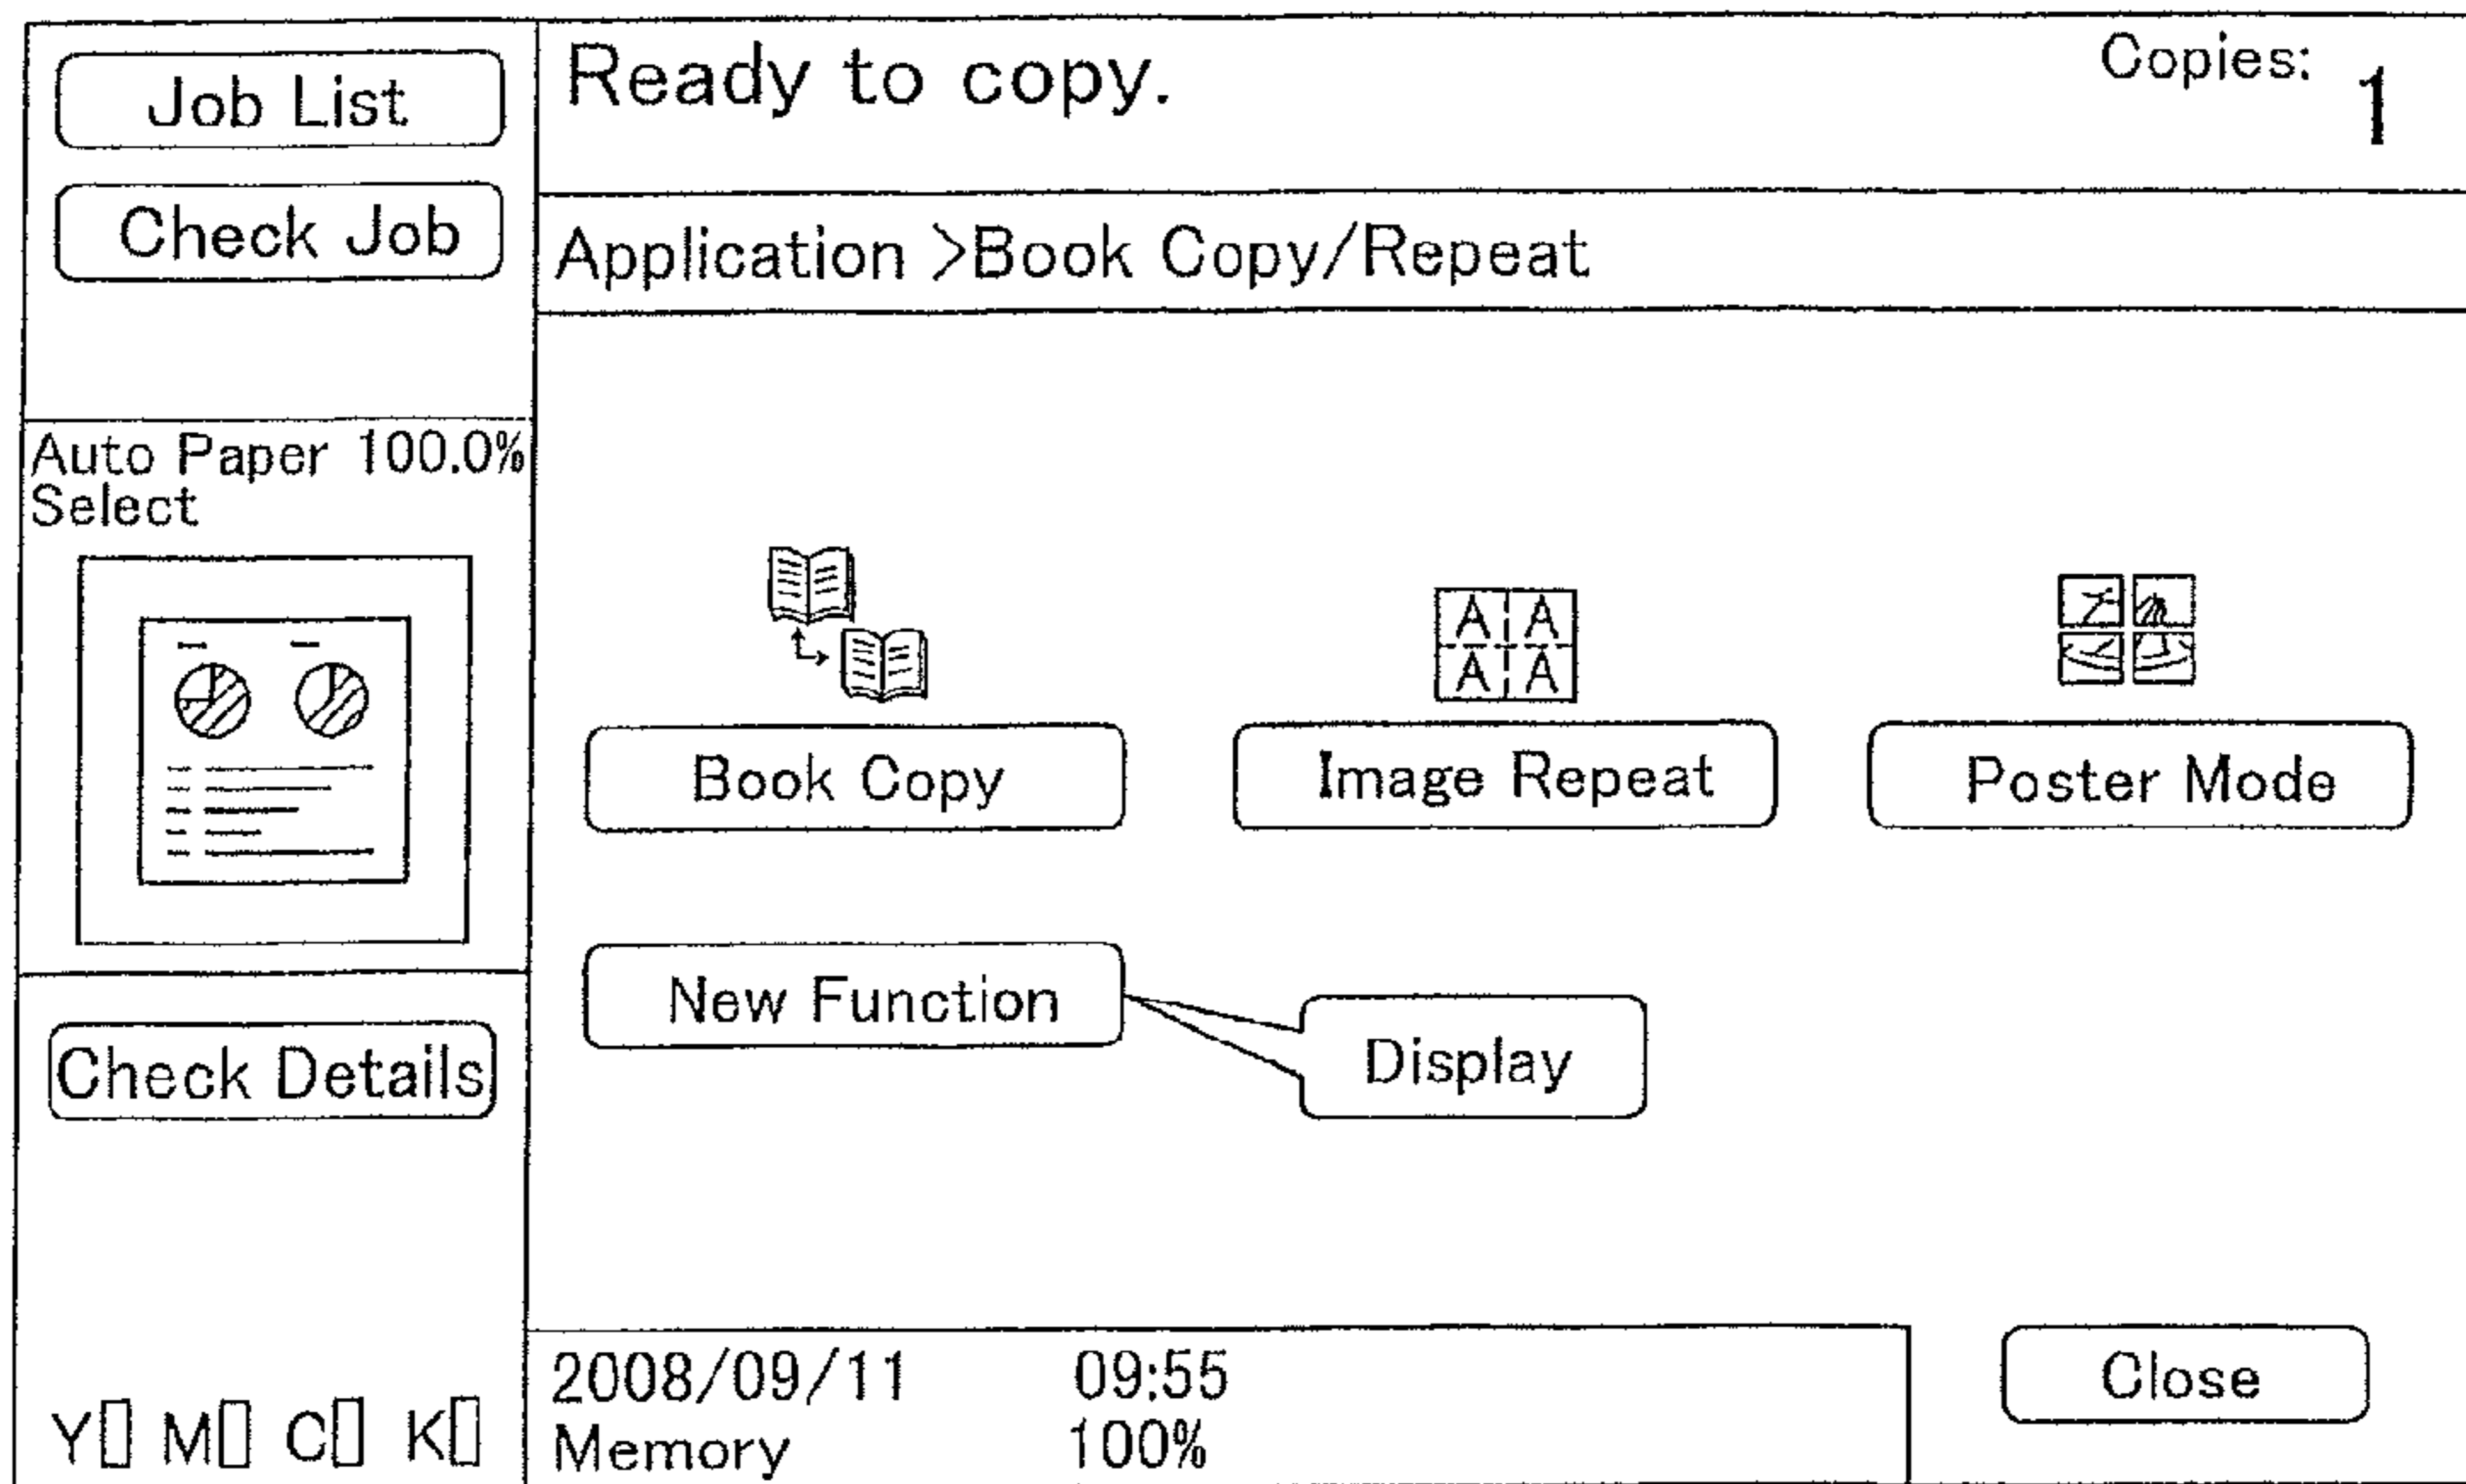 Job List
Check Job
Ready to copy.
Copies: 1
Application >Book Copy/Repeat
Auto Paper 100.0%
Select
A A
A A
Book Copy
Image Repeat
Poster Mode
New Function
Display
Check Details
Y M C K
2008/09/11 09:55
Memory 100%
Close